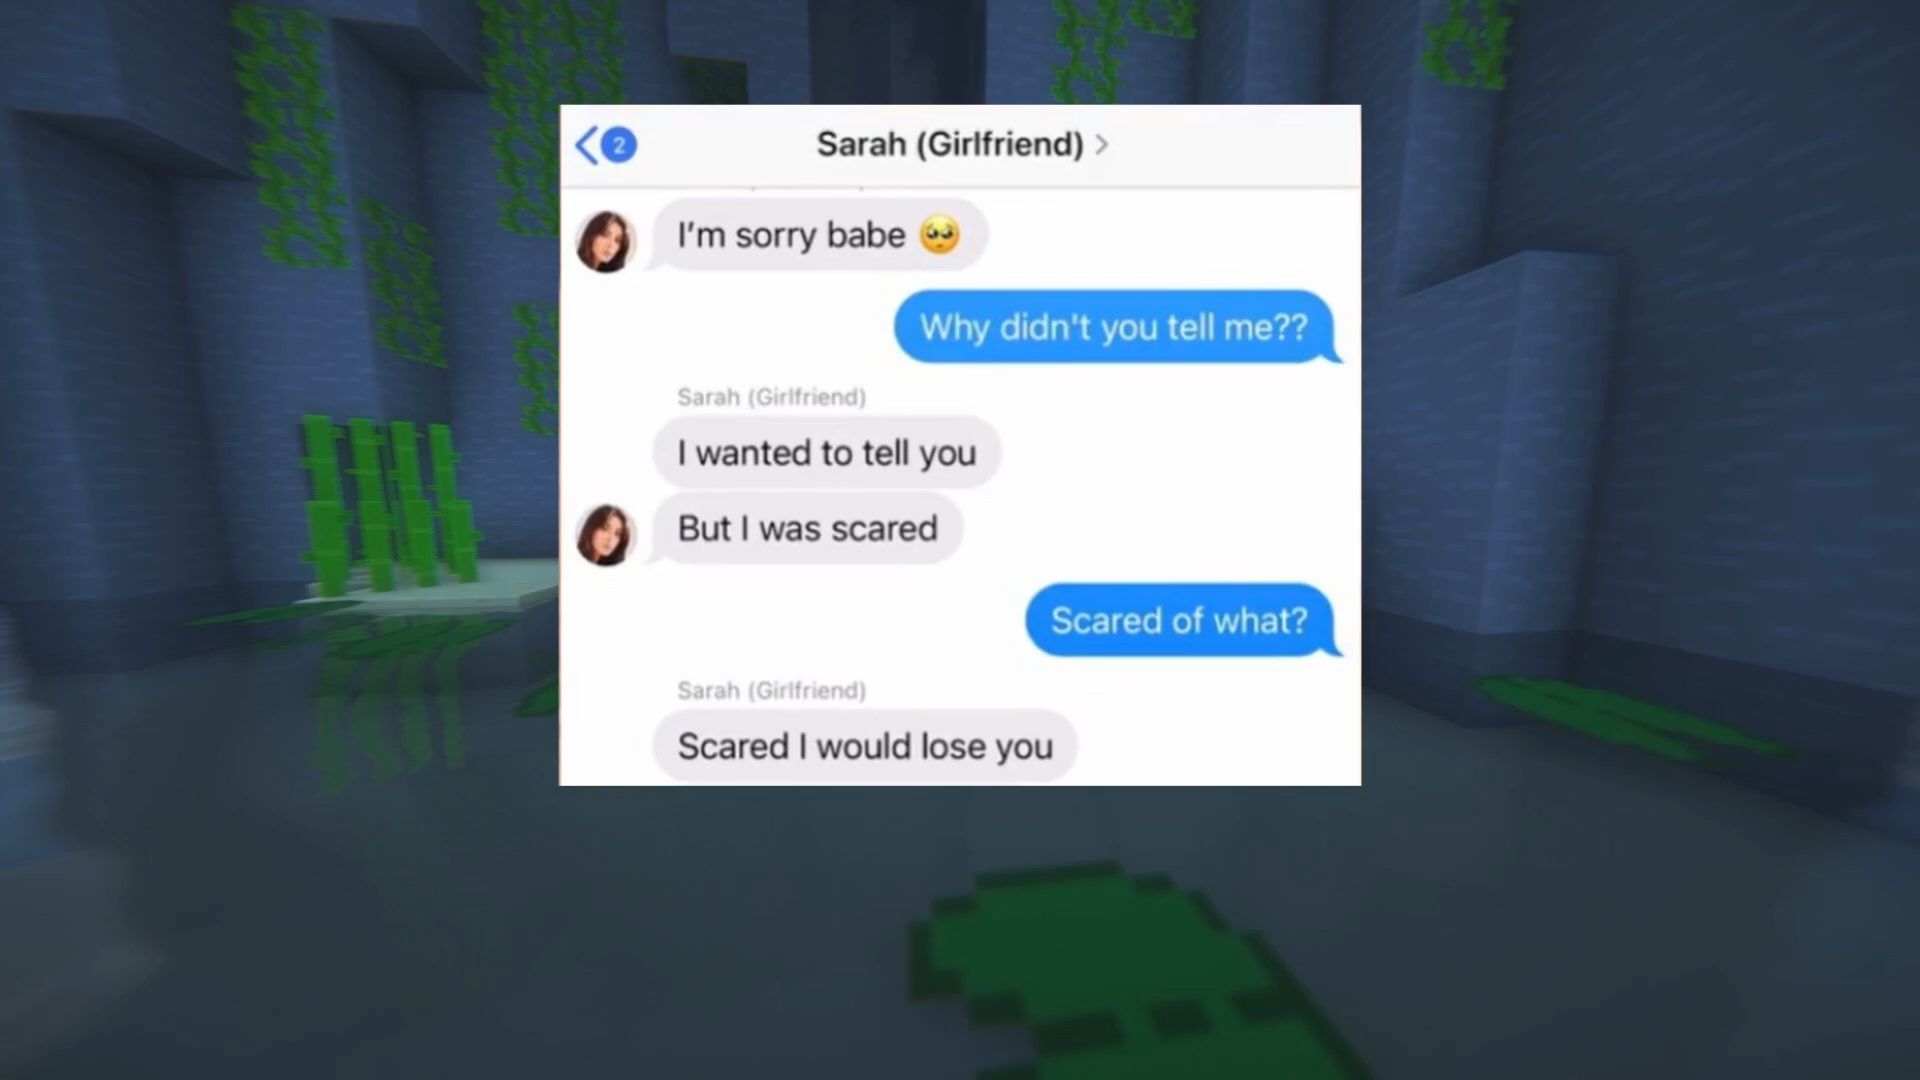 2
Sarah (Girlfriend)
I'm sorry babe 🥺
Why didn't you tell me??
Sarah (Girlfriend)
I wanted to tell you
But I was scared
Scared of what?
Sarah (Girlfriend)
Scared I would lose you